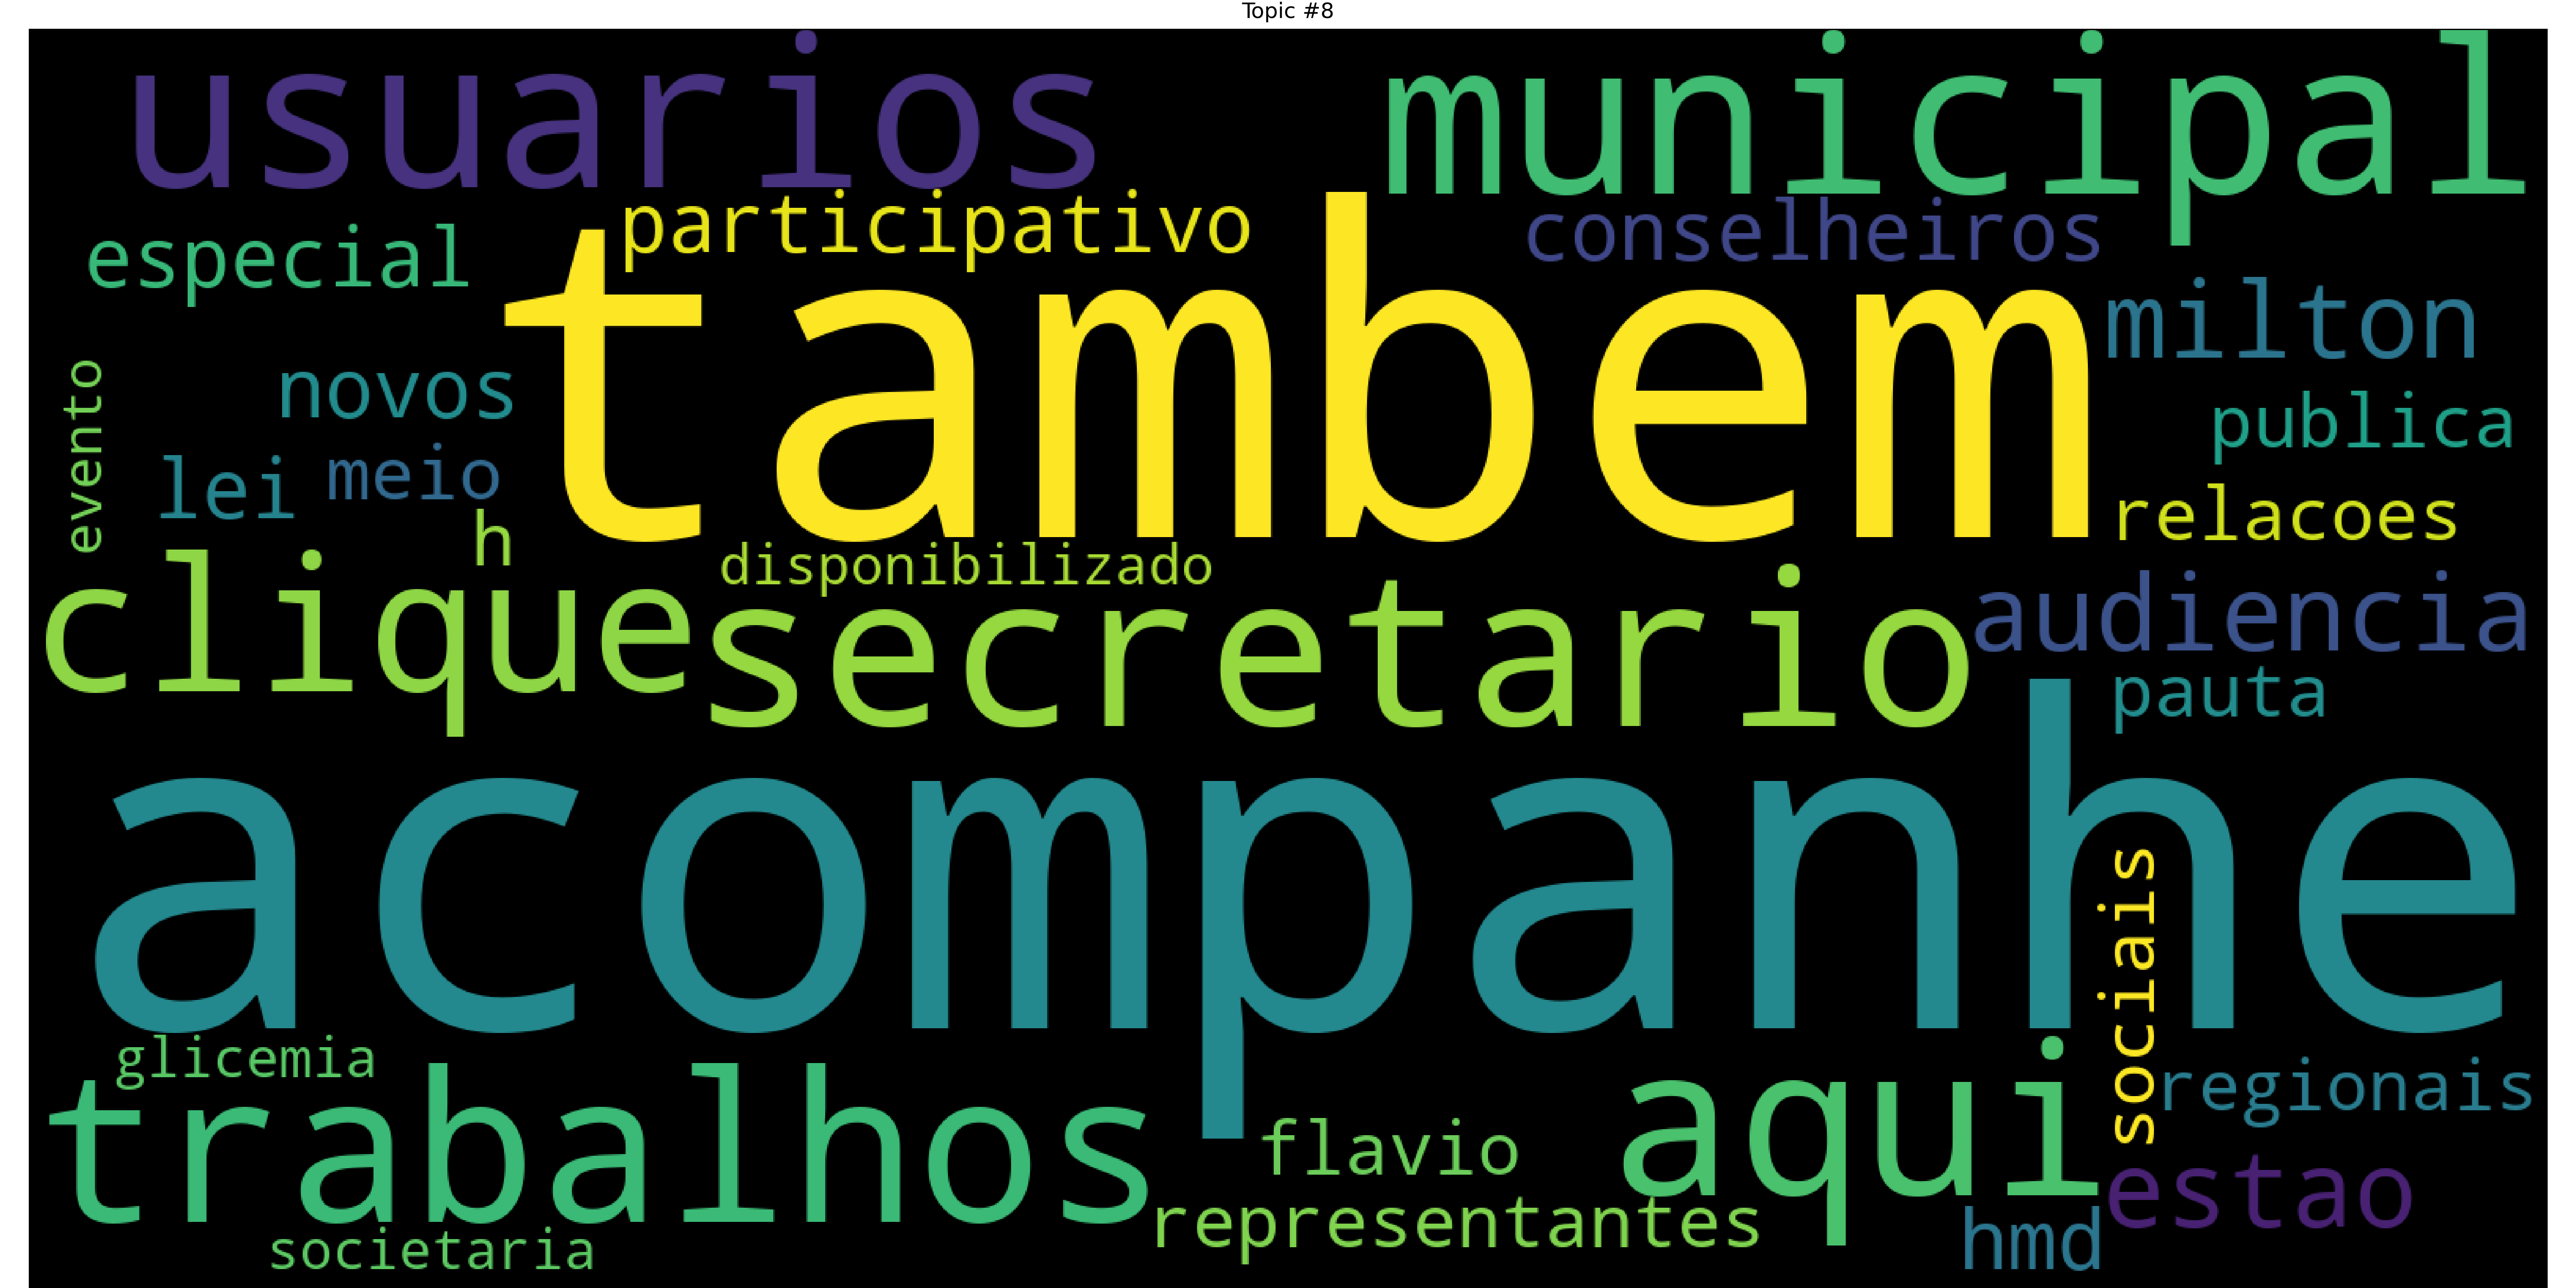 Topic #8
usuarios
municipal
participativo
conselheiros
especial
tambem
milton
novos
publica
evento
lei
meio
relacoes
h
disponibilizado
clique
secretario
audiencia
pauta
acompanhe
sociais
glicemia
trabalhos
aqui
regionais
flavio
estao
representantes
hmd
societaria